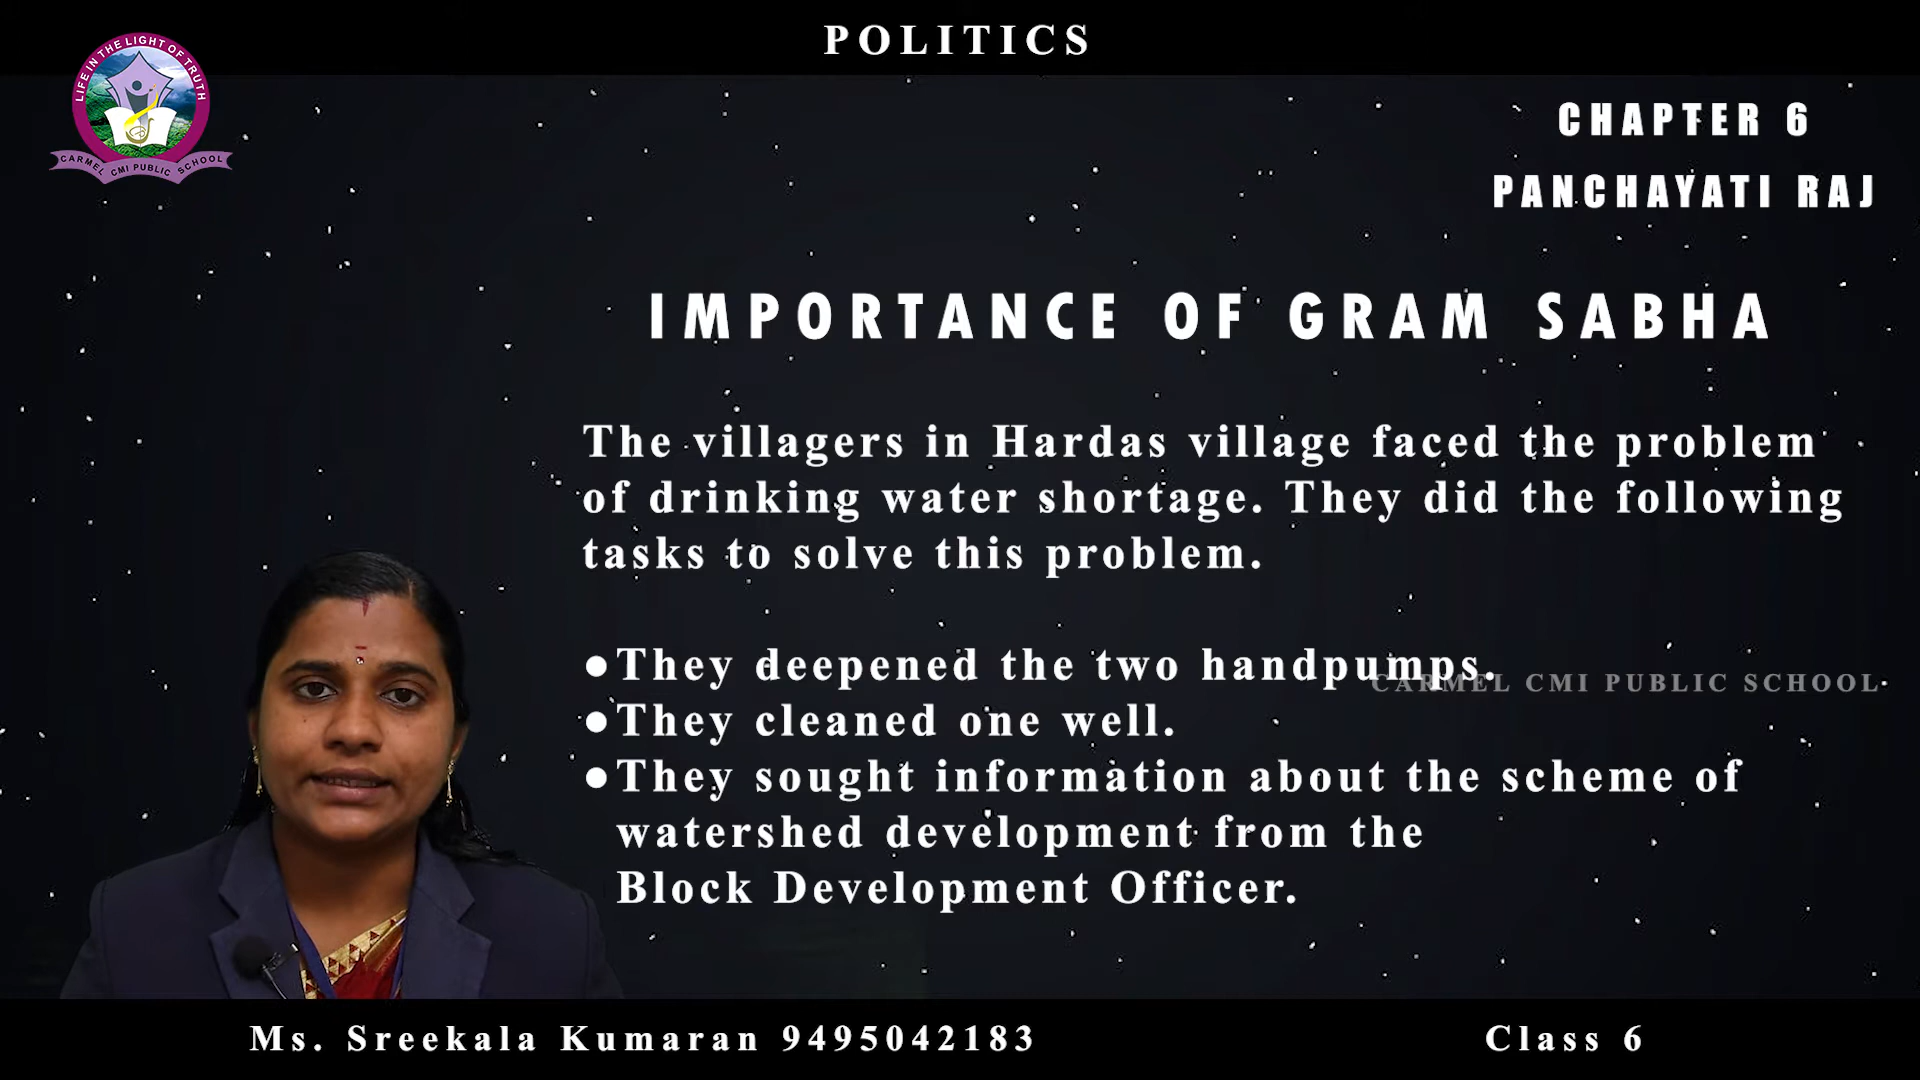 POLITICS
LIFE IN THE LIGHT OF TRUTH
CARMEL CMI PUBLIC SCHOOL
CHAPTER 6
PANCHAYATI RAJ
IMPORTANCE OF GRAM SABHA
The villagers in Hardas village faced the problem
of drinking water shortage. They did the following
tasks to solve this problem.
●They deepened the two handpumps.
CARMEL CMI PUBLIC SCHOOL
●They cleaned one well.
●They sought information about the scheme of
watershed development from the
Block Development Officer.
Ms. Sreekala Kumaran 9495042183
Class 6